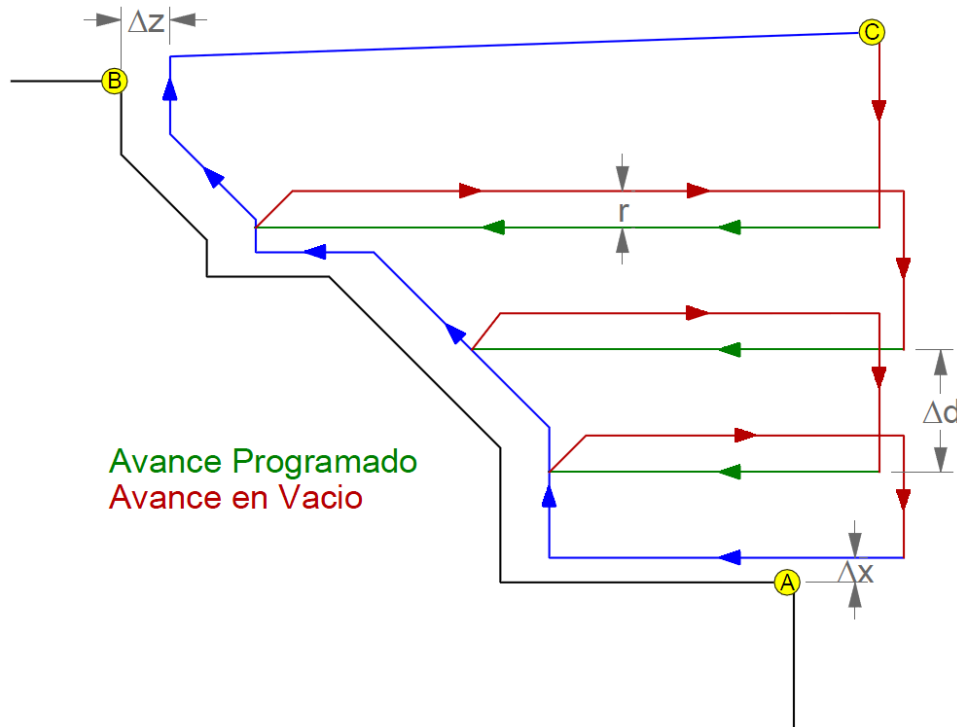 Δz
C
B
r
Δd
Avance Programado
Avance en Vacio
Δx
A